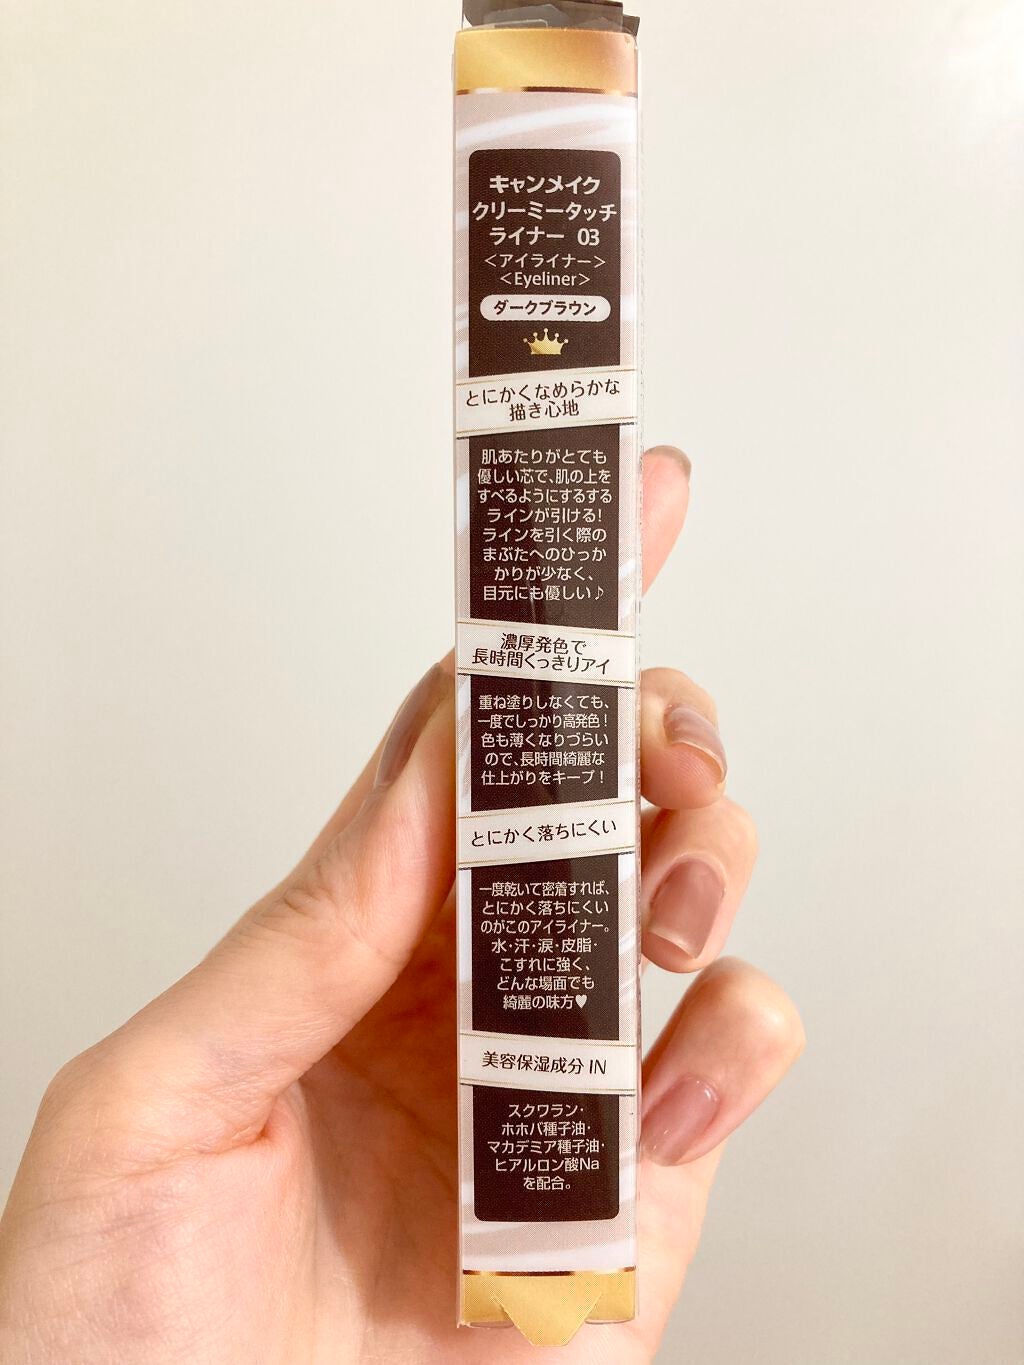 キャンメイク
クリーミータッチ
ライナー 03
＜アイライナー＞
＜Eyeliner＞
ダークブラウン
とにかくなめらかな
描き心地
肌あたりがとても
優しい芯で、肌の上を
すべるようにするする
ラインが引ける！
ラインを引く際の
まぶたへのひっか
かりが少なく、
目元にも優しい♪
濃厚発色で
長時間くっきりアイ
重ね塗りしなくても、
一度でしっかり高発色！
色も薄くなりづらい
ので、長時間綺麗な
仕上がりをキープ！
とにかく落ちにくい
一度乾いて密着すれば、
とにかく落ちにくい
のがこのアイライナー。
水・汗・涙・皮脂・
こすれに強く、
どんな場面でも
綺麗の味方♥
美容保湿成分 IN
スクワラン・
ホホバ種子油・
マカデミア種子油・
ヒアルロン酸Na
を配合。